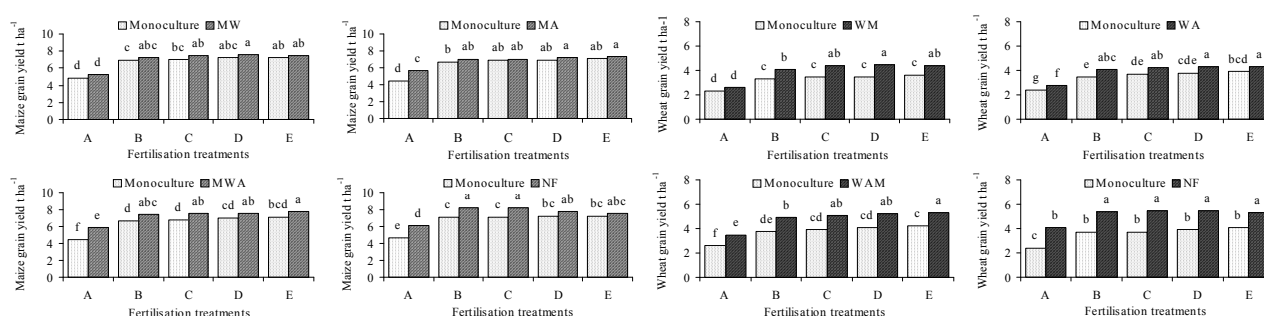 Monoculture MW
Maize grain yield t ha-1
10
8
6
4
2
0
d d c abc bc ab abc a ab ab
A B C D E
Fertilisation treatments
Monoculture MA
Maize grain yield t ha-1
10
8
6
4
2
0
d c b ab ab ab ab a ab a
A B C D E
Fertilisation treatments
Monoculture WM
Wheat grain yield t ha-1
8
6
4
2
0
d d c b c ab c a c ab
A B C D E
Fertilisation treatments
Monoculture WA
Wheat grain yield t ha-1
8
6
4
2
0
g f e abc cde ab cde a bcd a
A B C D E
Fertilisation treatments
Monoculture MWA
Maize grain yield t ha-1
10
8
6
4
2
0
f e d abc d ab cd ab bcd a
A B C D E
Fertilisation treatments
Monoculture NF
Maize grain yield t ha-1
10
8
6
4
2
0
e d c a c a bc ab bc abc
A B C D E
Fertilisation treatments
Monoculture WAM
Wheat grain yield t ha-1
8
6
4
2
0
f e de b cd ab cd ab c a
A B C D E
Fertilisation treatments
Monoculture NF
Wheat grain yield t ha-1
8
6
4
2
0
c b b a b a b a b a
A B C D E
Fertilisation treatments